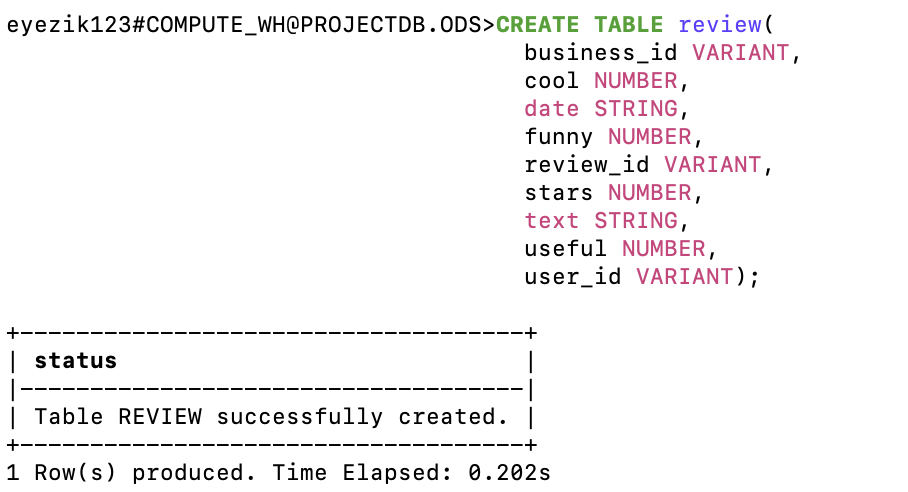 eyezik123#COMPUTE_WH@PROJECTDB.ODS>CREATE TABLE review(
business_id VARIANT,
cool NUMBER,
date STRING,
funny NUMBER,
review_id VARIANT,
stars NUMBER,
text STRING,
useful NUMBER,
user_id VARIANT);
+------------------------------------+
| status                             |
|------------------------------------|
| Table REVIEW successfully created. |
+------------------------------------+
1 Row(s) produced. Time Elapsed: 0.202s